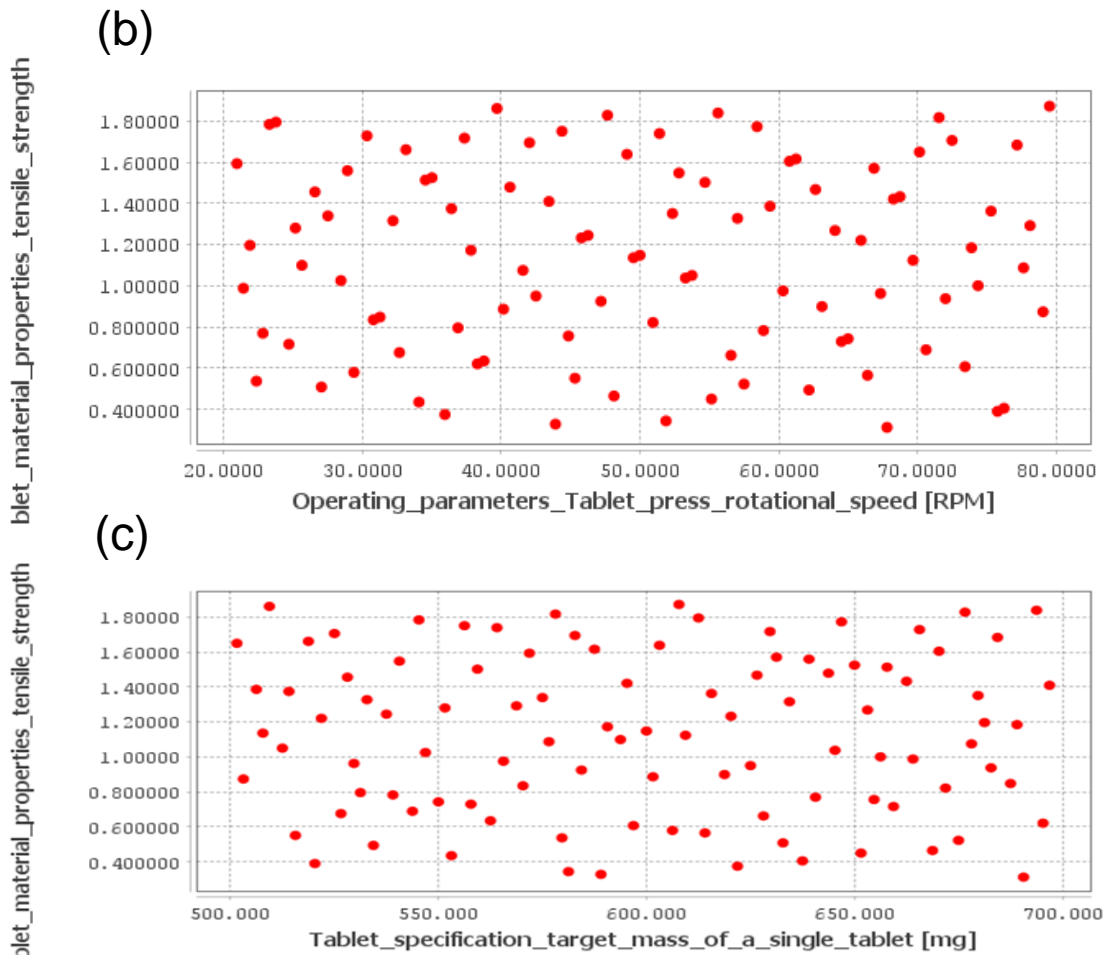 (b)
blet_material_properties_tensile_strength
1.80000
1.60000
1.40000
1.20000
1.00000
0.800000
0.600000
0.400000
20.0000 30.0000 40.0000 50.0000 60.0000 70.0000 80.0000
Operating_parameters_Tablet_press_rotational_speed [RPM]
(c)
olet_material_properties_tensile_strength
1.80000
1.60000
1.40000
1.20000
1.00000
0.800000
0.600000
0.400000
500.000 550.000 600.000 650.000 700.000
Tablet_specification_target_mass_of_a_single_tablet [mg]